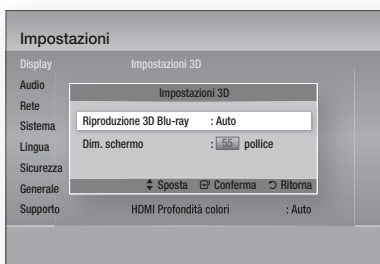 Impostazioni
Display Impostazioni 3D
Audio
Impostazioni 3D
Rete
Sistema
Riproduzione 3D Blu-ray : Auto
Lingua
Dim. schermo : 55 pollice
Sicurezza
Generale
Sposta Conferma Ritorna
Supporto HDMI Profondità colori : Auto